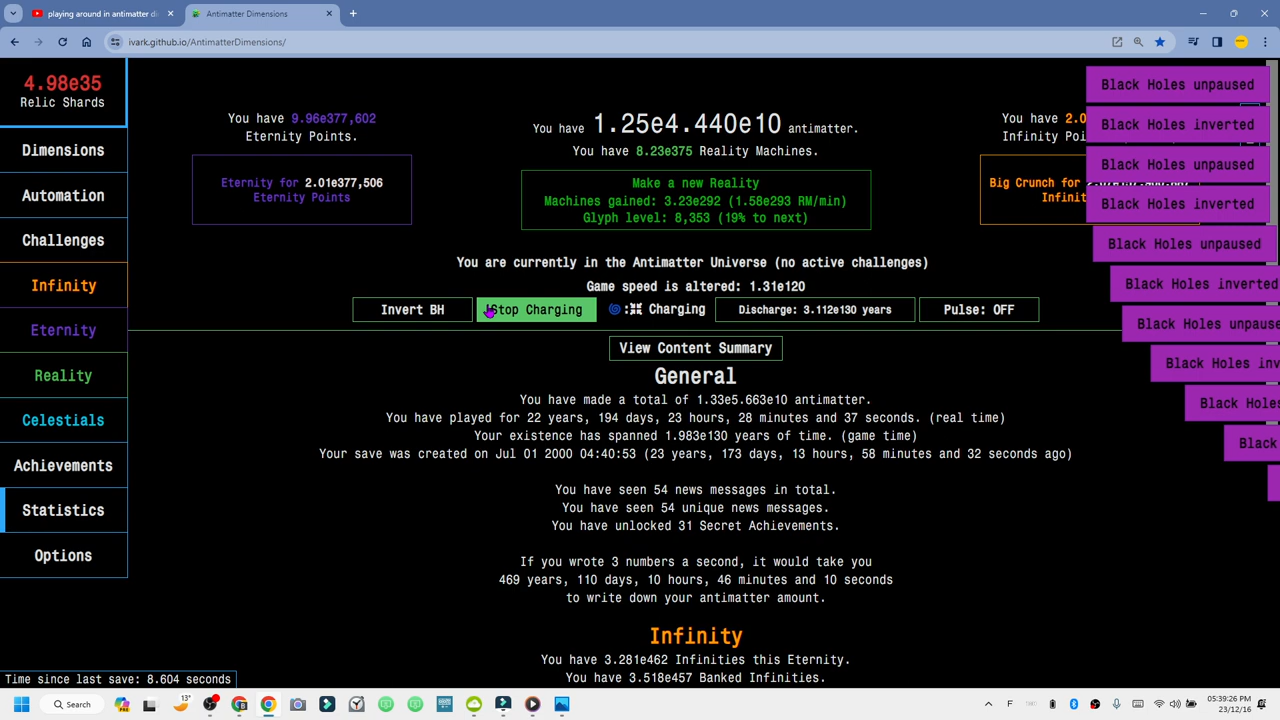 playing around in antimatter di
Antimatter Dimensions
ivark.github.io/AntimatterDimensions/
4.98e35
Relic Shards
Dimensions
Automation
Challenges
Infinity
Eternity
Reality
Celestials
Achievements
Statistics
Options
You have 9.96e377,602
Eternity Points.
Eternity for 2.01e377,506
Eternity Points
You have 1.25e4.440e10 antimatter.
You have 8.23e375 Reality Machines.
Make a new Reality
Machines gained: 3.23e292 (1.58e293 RM/min)
Glyph level: 8,353 (19% to next)
You have 2.0
Infinity Poi
Big Crunch for
Infinit
Black Holes unpaused
Black Holes inverted
Black Holes unpaused
Black Holes inverted
Black Holes unpaused
Black Holes inverted
Black Holes unpaus
Black Holes inv
Black Holes
Black
You are currently in the Antimatter Universe (no active challenges)
Game speed is altered: 1.31e120
Invert BH
Stop Charging
Charging
Discharge: 3.112e130 years
Pulse: OFF
View Content Summary
General
You have made a total of 1.33e5.663e10 antimatter.
You have played for 22 years, 194 days, 23 hours, 28 minutes and 37 seconds. (real time)
Your existence has spanned 1.983e130 years of time. (game time)
Your save was created on Jul 01 2000 04:40:53 (23 years, 173 days, 13 hours, 58 minutes and 32 seconds ago)
You have seen 54 news messages in total.
You have seen 54 unique news messages.
You have unlocked 31 Secret Achievements.
If you wrote 3 numbers a second, it would take you
469 years, 110 days, 10 hours, 46 minutes and 10 seconds
to write down your antimatter amount.
Infinity
You have 3.281e462 Infinities this Eternity.
You have 3.518e457 Banked Infinities.
Time since last save: 8.604 seconds
Search
13°
F
05:39:26 PM
23/12/16